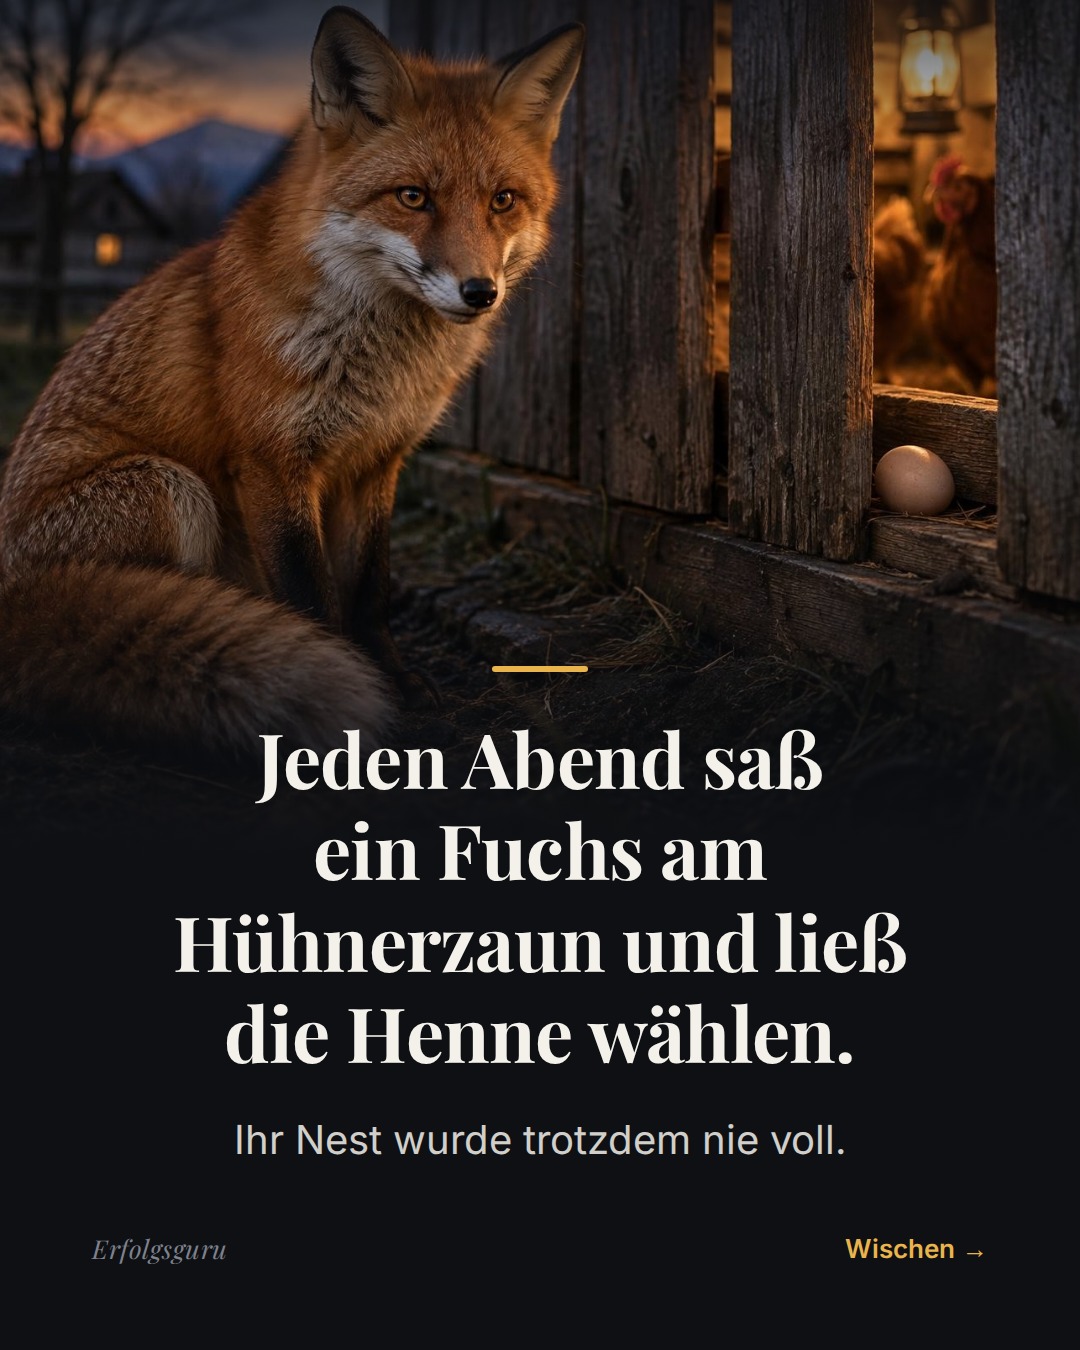 Jeden Abend saß
ein Fuchs am
Hühnerzaun und ließ
die Henne wählen.
Ihr Nest wurde trotzdem nie voll.
Erfolgsguru
Wischen →